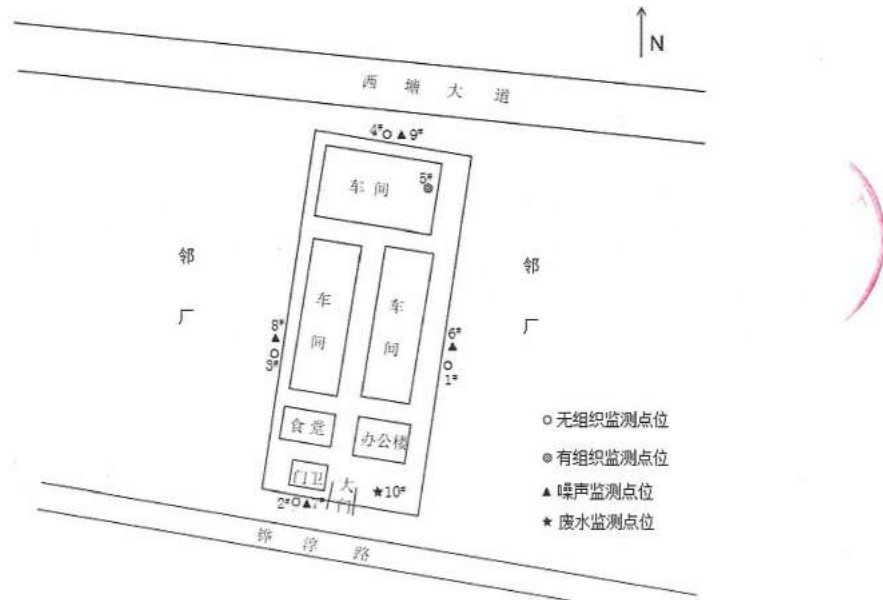 N
西塘大道
4# 9#
5#
车间
邻厂
邻厂
车间
车间
8#
3#
6#
1#
食堂
办公楼
门卫
大门
10#
2# 7#
铧淳路
无组织监测点位
有组织监测点位
噪声监测点位
废水监测点位